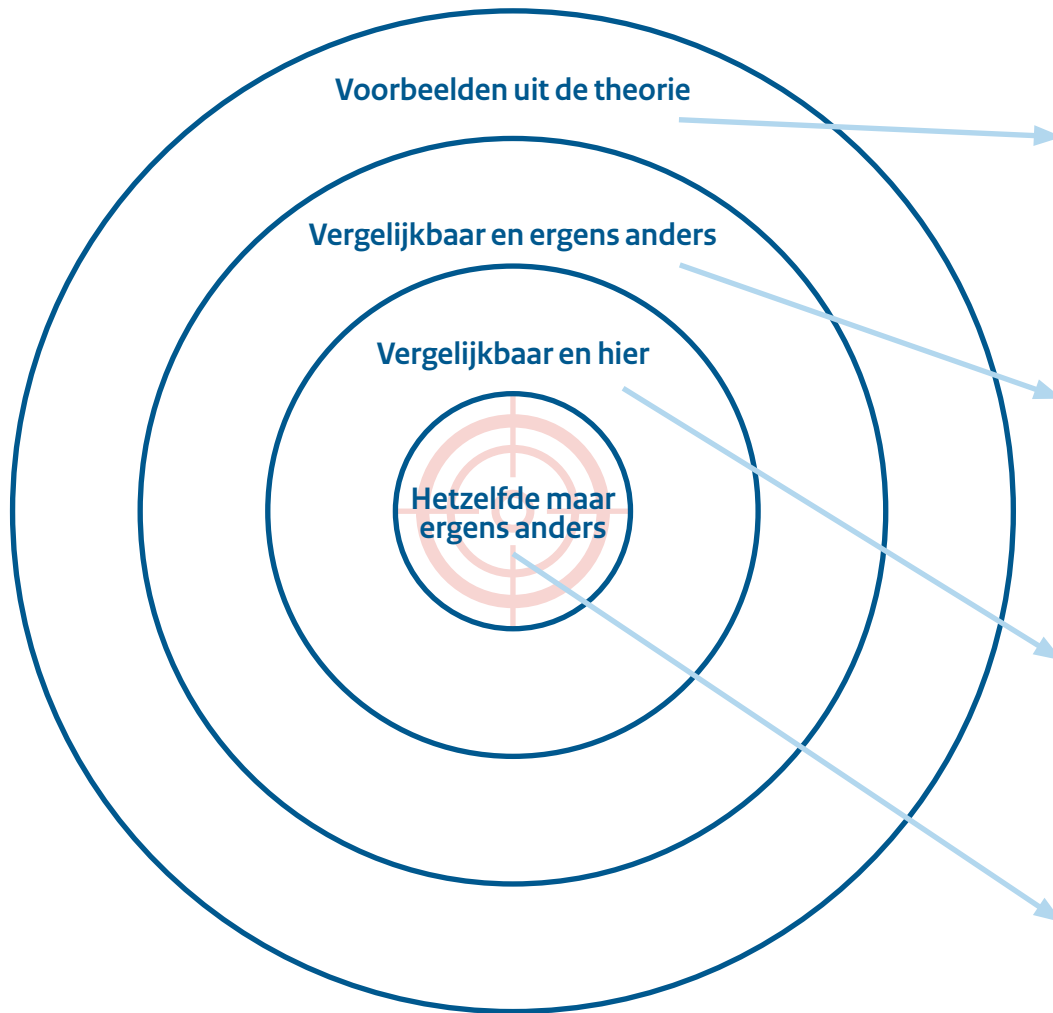 Voorbeelden uit de theorie
Vergelijkbaar en ergens anders
Vergelijkbaar en hier
Hetzelfde maar
ergens anders